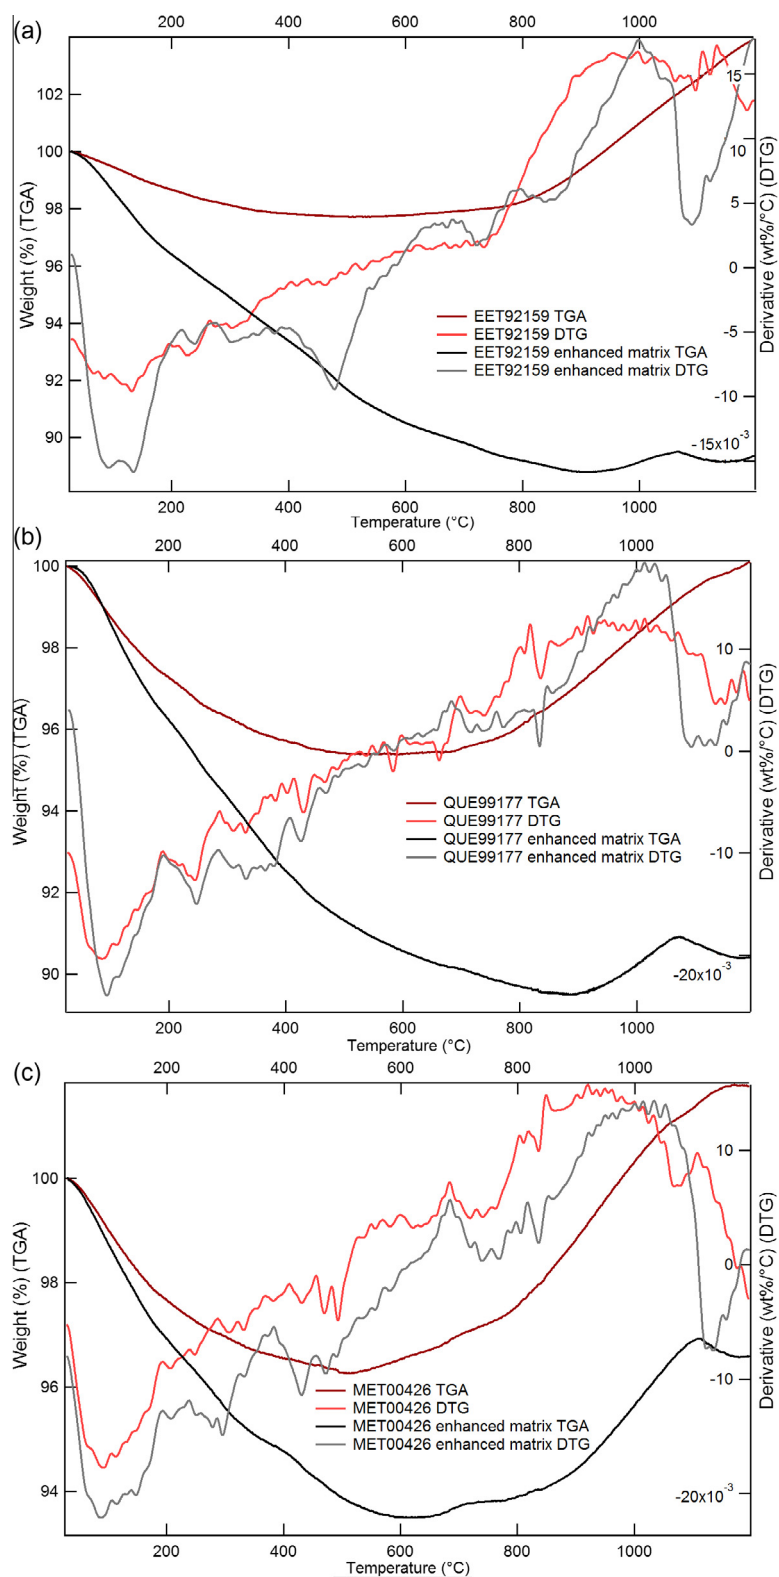 (a)
200 400 600 800 1000
102
100
98
96
94
92
90
Weight (%) (TGA)
15
10
5
0
-5
-10
-15x10-3
Derivative (wt%/°C) (DTG)
EET92159 TGA
EET92159 DTG
EET92159 enhanced matrix TGA
EET92159 enhanced matrix DTG
200 400 600 800 1000
Temperature (°C)
(b)
200 400 600 800 1000
100
98
96
94
92
90
Weight (%) (TGA)
10
0
-10
-20x10-3
Derivative (wt%/°C) (DTG)
QUE99177 TGA
QUE99177 DTG
QUE99177 enhanced matrix TGA
QUE99177 enhanced matrix DTG
200 400 600 800 1000
Temperature (°C)
(c)
200 400 600 800 1000
100
98
96
94
Weight (%) (TGA)
10
0
-10
-20x10-3
Derivative (wt%/°C) (DTG)
MET00426 TGA
MET00426 DTG
MET00426 enhanced matrix TGA
MET00426 enhanced matrix DTG
200 400 600 800 1000
Temperature (°C)